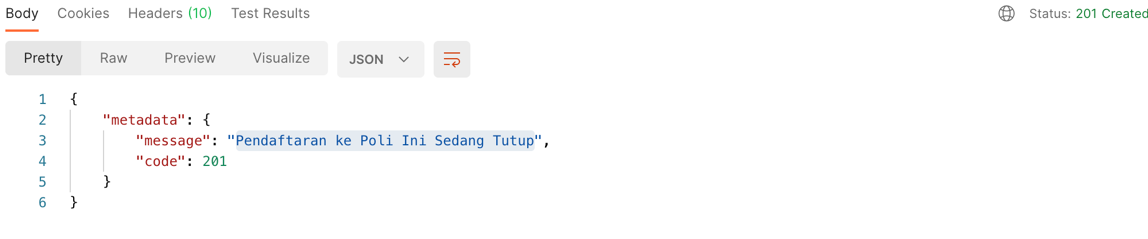 Body Cookies Headers (10) Test Results Status: 201 Created
Pretty Raw Preview Visualize JSON
1 {
2 "metadata": {
3 "message": "Pendaftaran ke Poli Ini Sedang Tutup",
4 "code": 201
5 }
6 }